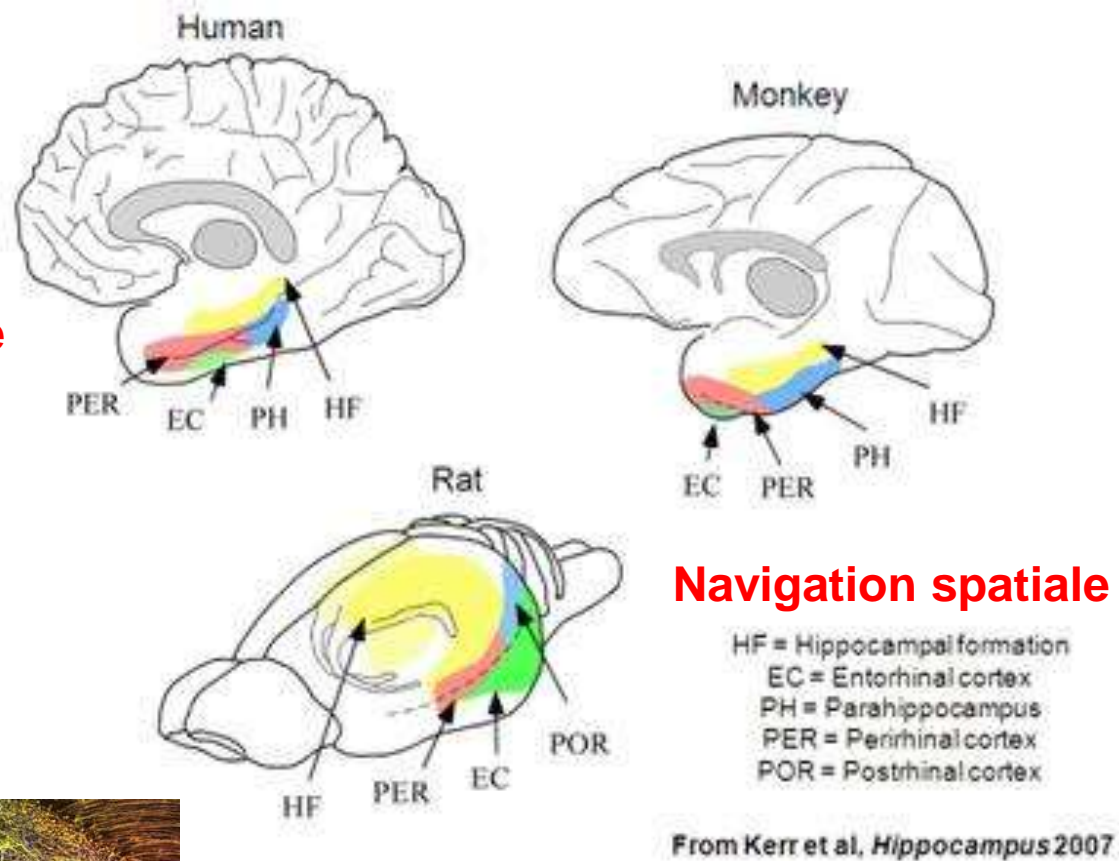 Human
Monkey
e
PER
EC
PH
HF
HF
PH
EC
PER
Rat
Navigation spatiale
HF = Hippocampal formation
EC = Entorhinal cortex
PH = Parahippocampus
PER = Perirhinal cortex
POR = Postrhinal cortex
POR
EC
PER
HF
From Kerr et al, Hippocampus 2007